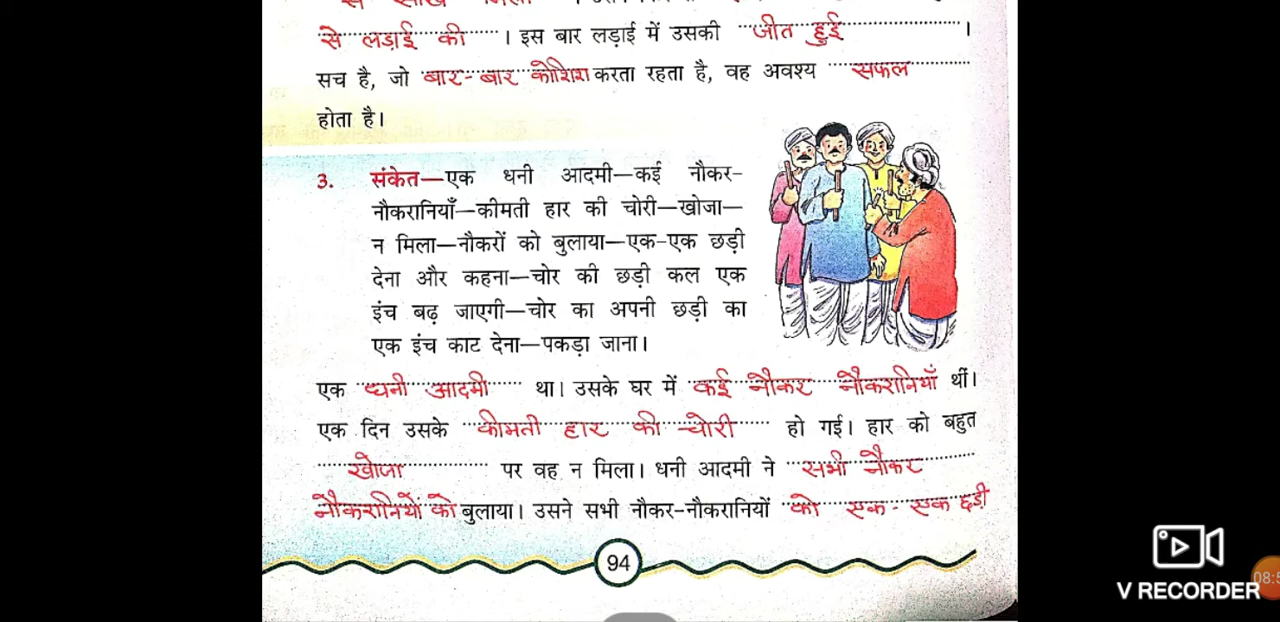 से लड़ाई की । इस बार लड़ाई में उसकी जीत हुई ।
सच है, जो बार-बार कोशिश करता रहता है, वह अवश्य सफल
होता है।
3. संकेत—एक धनी आदमी—कई नौकर-
नौकरानियाँ—कीमती हार की चोरी—खोजा—
न मिला—नौकरों को बुलाया—एक-एक छड़ी
देना और कहना—चोर की छड़ी कल एक
इंच बढ़ जाएगी—चोर का अपनी छड़ी का
एक इंच काट देना—पकड़ा जाना।
एक धनी आदमी था। उसके घर में कई नौकर नौकरानियाँ थीं।
एक दिन उसके कीमती हार की चोरी हो गई। हार को बहुत
खोजा पर वह न मिला। धनी आदमी ने सभी नौकर
नौकरानियों को बुलाया। उसने सभी नौकर-नौकरानियों को एक-एक छड़ी
94
V RECORDER